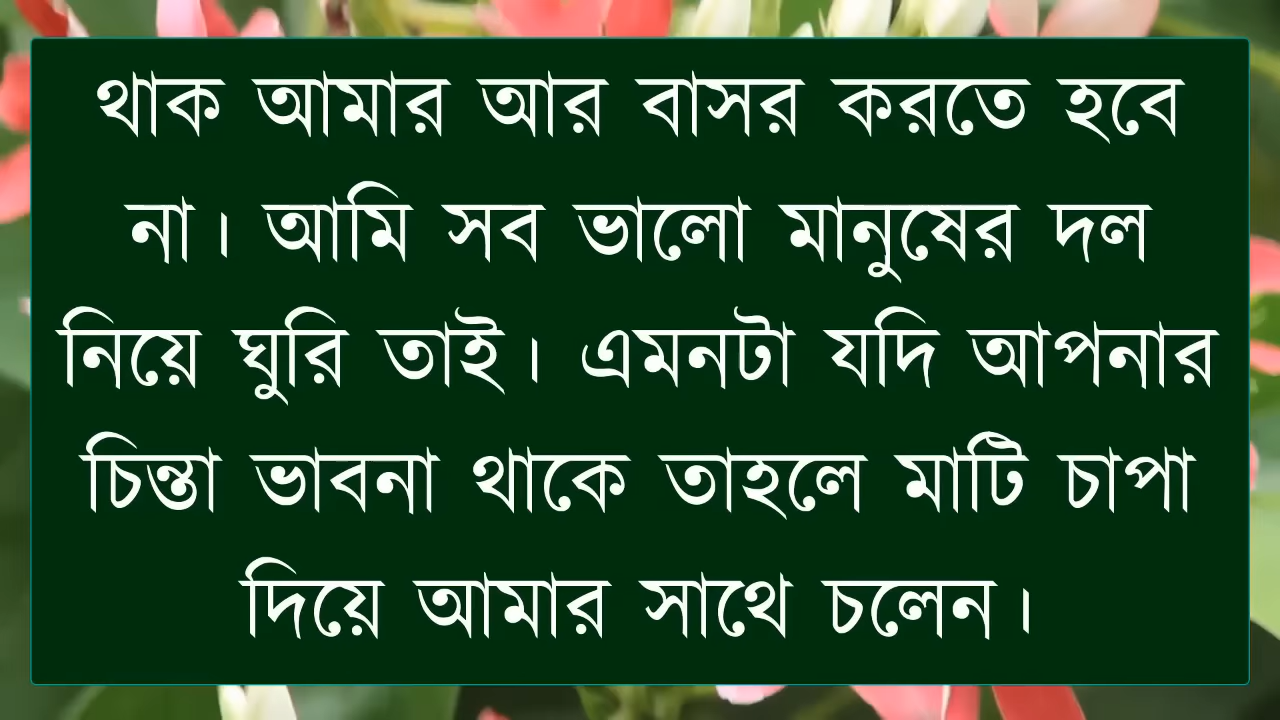 থাক আমার আর বাসর করতে হবে
না। আমি সব ভালো মানুষের দল
নিয়ে ঘুরি তাই। এমনটা যদি আপনার
চিন্তা ভাবনা থাকে তাহলে মাটি চাপা
দিয়ে আমার সাথে চলেন।